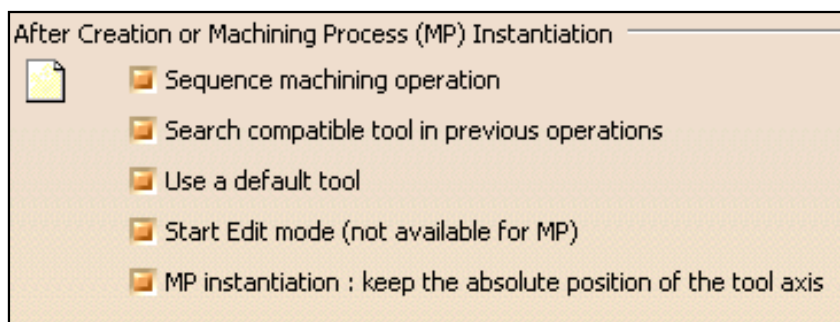 After Creation or Machining Process (MP) Instantiation
Sequence machining operation
Search compatible tool in previous operations
Use a default tool
Start Edit mode (not available for MP)
MP instantiation : keep the absolute position of the tool axis